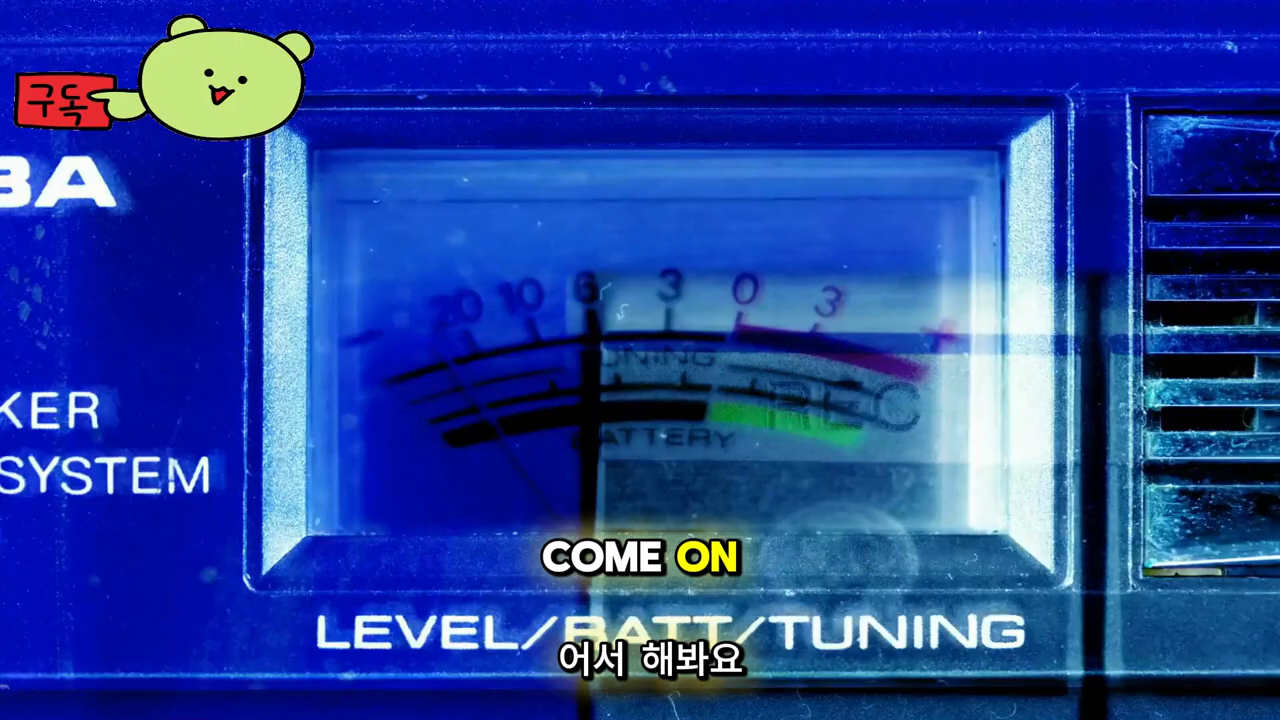 구독
BA
20 10 6 3 0 3
- +
TUNING
REC
BATTERY
KER
SYSTEM
COME ON
LEVEL/BATT/TUNING
어서 해봐요